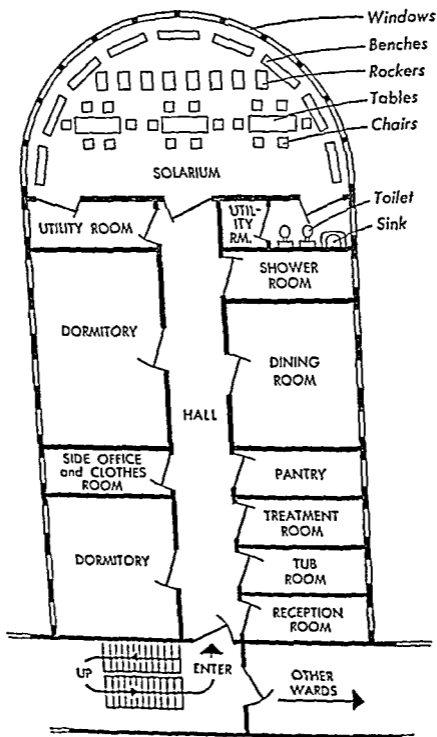 Windows
Benches
Rockers
Tables
Chairs
SOLARIUM
Toilet
Sink
UTILITY ROOM
UTIL-
ITY
RM.
SHOWER
ROOM
DORMITORY
DINING
ROOM
HALL
SIDE OFFICE
and CLOTHES
ROOM
PANTRY
TREATMENT
ROOM
DORMITORY
TUB
ROOM
RECEPTION
ROOM
UP
ENTER
OTHER
WARDS